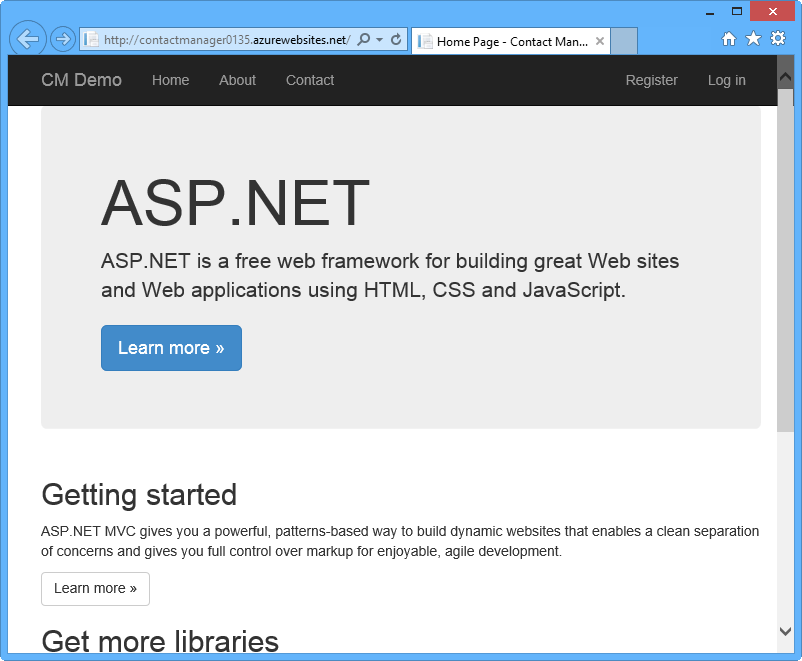 http://contactmanager0135.azurewebsites.net/
Home Page - Contact Man...
CM Demo Home About Contact Register Log in
ASP.NET
ASP.NET is a free web framework for building great Web sites
and Web applications using HTML, CSS and JavaScript.
Learn more »
Getting started
ASP.NET MVC gives you a powerful, patterns-based way to build dynamic websites that enables a clean separation
of concerns and gives you full control over markup for enjoyable, agile development.
Learn more »
Get more libraries